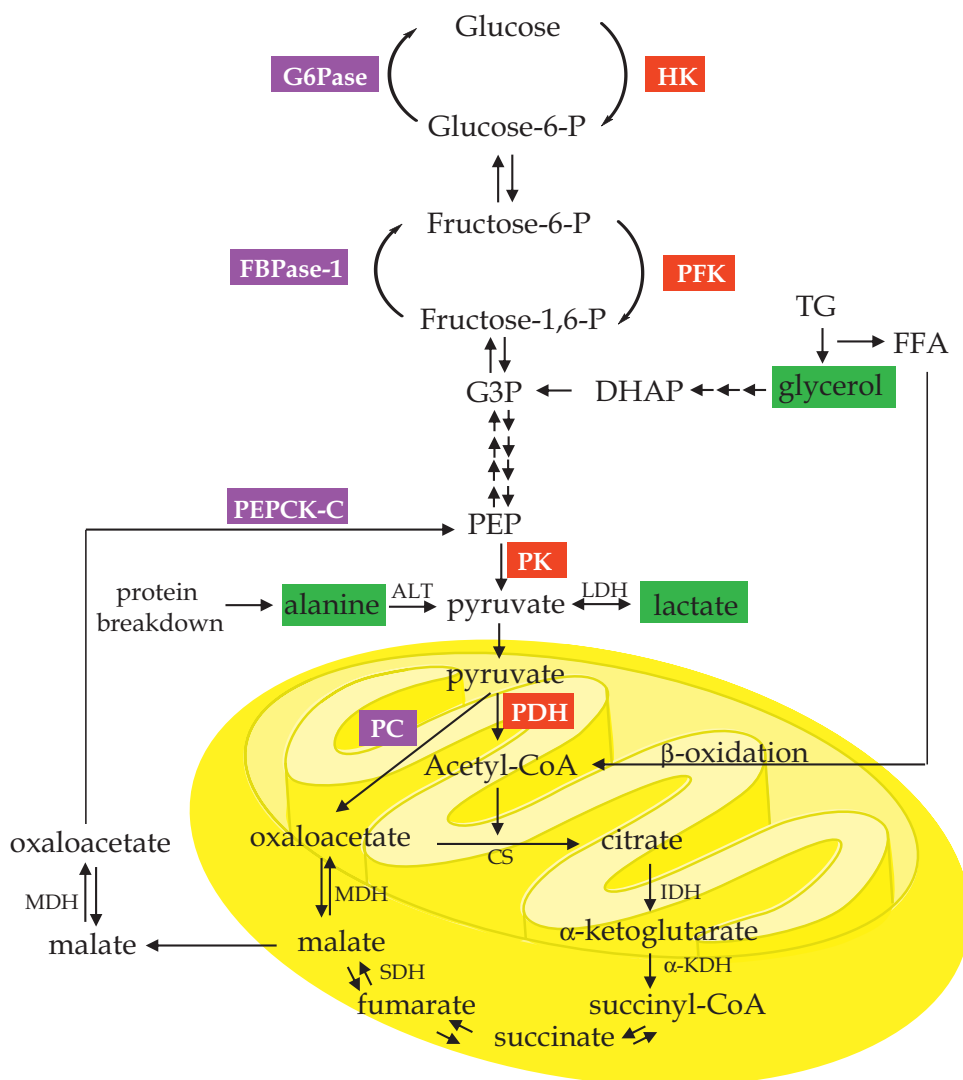 Glucose
G6Pase
HK
Glucose-6-P
Fructose-6-P
FBPase-1
PFK
TG
Fructose-1,6-P
FFA
G3P
DHAP
glycerol
PEPCK-C
PEP
PK
protein
breakdown
alanine
ALT
pyruvate
LDH
lactate
pyruvate
PC
PDH
Acetyl-CoA
β-oxidation
oxaloacetate
oxaloacetate
CS
citrate
MDH
MDH
IDH
malate
malate
α-ketoglutarate
SDH
α-KDH
fumarate
succinyl-CoA
succinate